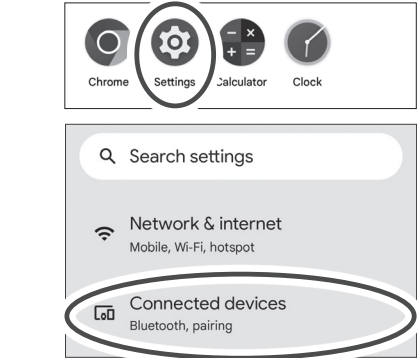 Chrome Settings Calculator Clock
Search settings
Network & internet
Mobile, Wi-Fi, hotspot
Connected devices
Bluetooth, pairing